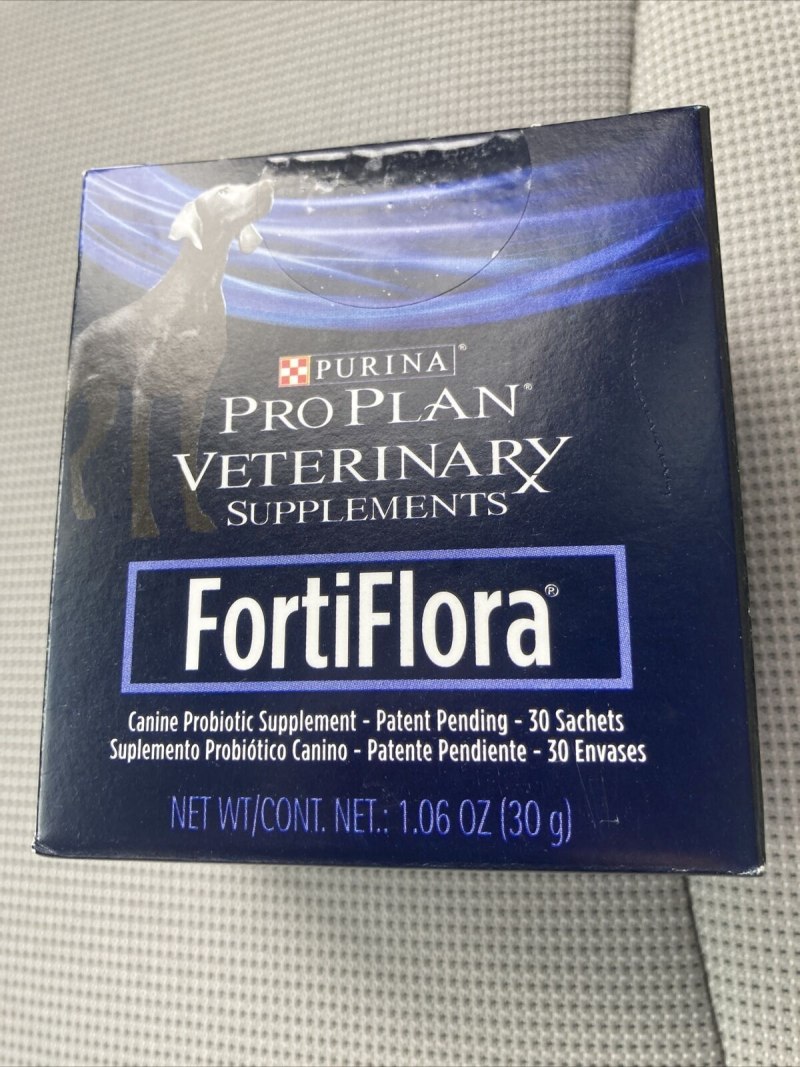 PURINA®
PRO PLAN®
VETERINARY
SUPPLEMENTS
FortiFlora®
Canine Probiotic Supplement - Patent Pending - 30 Sachets
Suplemento Probiótico Canino - Patente Pendiente - 30 Envases
NET WT/CONT. NET.: 1.06 OZ (30 g)